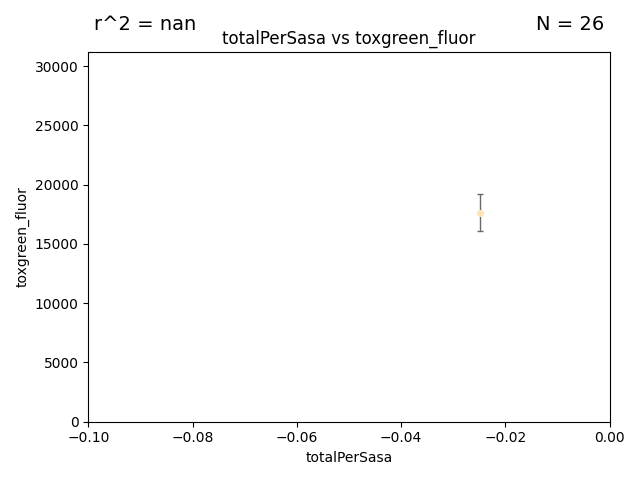 r^2 = nan
N = 26
totalPerSasa vs toxgreen_fluor
30000
25000
20000
15000
10000
5000
0
toxgreen_fluor
−0.10
−0.08
−0.06
−0.04
−0.02
0.00
totalPerSasa